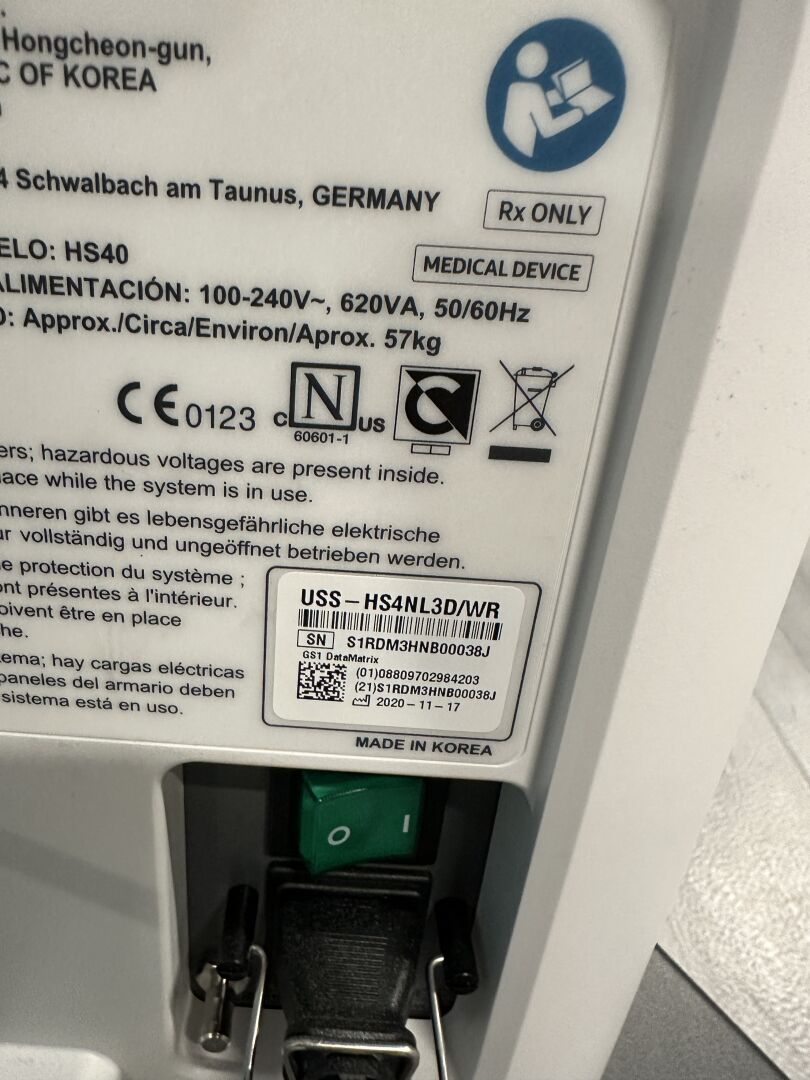 Hongcheon-gun,
OF KOREA
4 Schwalbach am Taunus, GERMANY
Rx ONLY
ELO: HS40
MEDICAL DEVICE
ALIMENTACIÓN: 100-240V~, 620VA, 50/60Hz
O: Approx./Circa/Environ/Aprox. 57kg
CE 0123
c N US
60601-1
C
ers; hazardous voltages are present inside.
ace while the system is in use.
nneren gibt es lebensgefährliche elektrische
ur vollständig und ungeöffnet betrieben werden.
e protection du système ;
ont présentes à l'intérieur.
oivent être en place
he.
ema; hay cargas eléctricas
paneles del armario deben
sistema está en uso.
USS-HS4NL3D/WR
SN S1RDM3HNB00038J
GS1 DataMatrix
(01)08809702984203
(21)S1RDM3HNB00038J
2020-11-17
MADE IN KOREA
O I